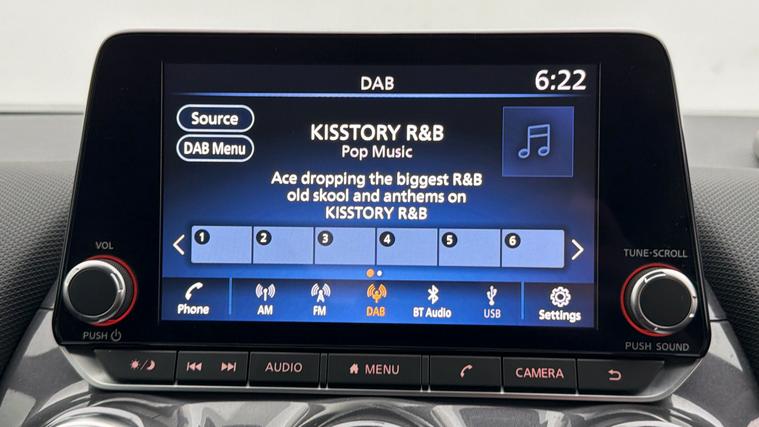 DAB
6:22
Source
DAB Menu
KISSTORY R&B
Pop Music
Ace dropping the biggest R&B
old skool and anthems on
KISSTORY R&B
1 2 3 4 5 6
Phone
AM
FM
DAB
BT Audio
USB
Settings
VOL
PUSH
TUNE·SCROLL
PUSH SOUND
AUDIO
MENU
CAMERA